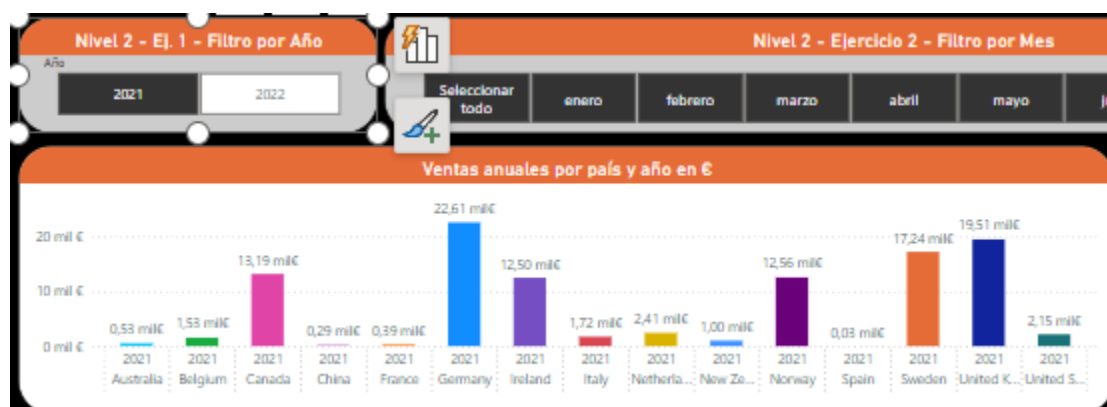 Nivel 2 - Ej. 1 - Filtro por Año
Nivel 2 - Ejercicio 2 - Filtro por Mes
Año
2021
2022
Seleccionar
todo
enero
febrero
marzo
abril
mayo
Ventas anuales por país y año en €
20 mil €
10 mil €
0 mil €
0,53 mil€
1,53 mil€
13,19 mil€
0,29 mil€
0,39 mil€
22,61 mil€
12,50 mil€
1,72 mil€
2,41 mil€
1,00 mil€
12,56 mil€
0,03 mil€
17,24 mil€
19,51 mil€
2,15 mil€
2021 2021 2021 2021 2021 2021 2021 2021 2021 2021 2021 2021 2021 2021 2021
Australia Belgium Canada China France Germany Ireland Italy Netherla... New Ze... Norway Spain Sweden United K... United S...